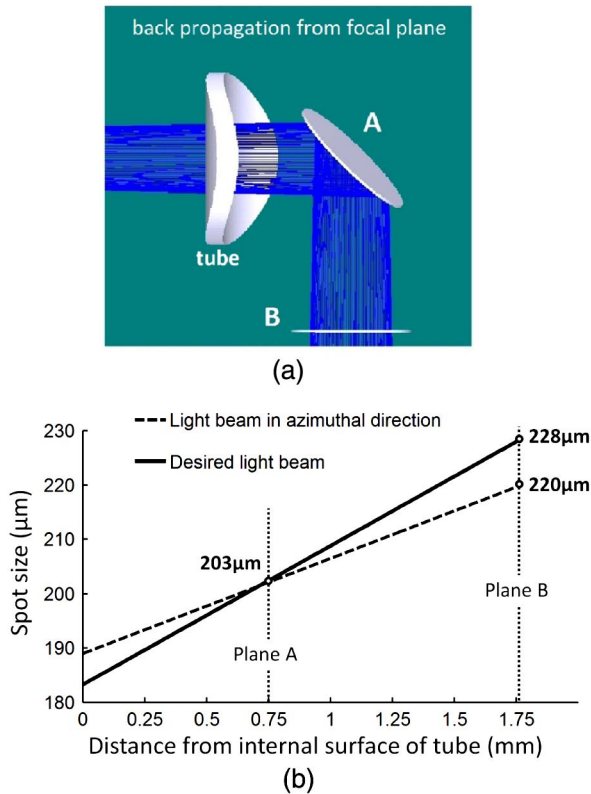 back propagation from focal plane
A
tube
B
(a)
Light beam in azimuthal direction
Desired light beam
230
228μm
220
220μm
Spot size (μm)
210
203μm
200
Plane B
190
Plane A
180
0 0.25 0.5 0.75 1 1.25 1.5 1.75
Distance from internal surface of tube (mm)
(b)